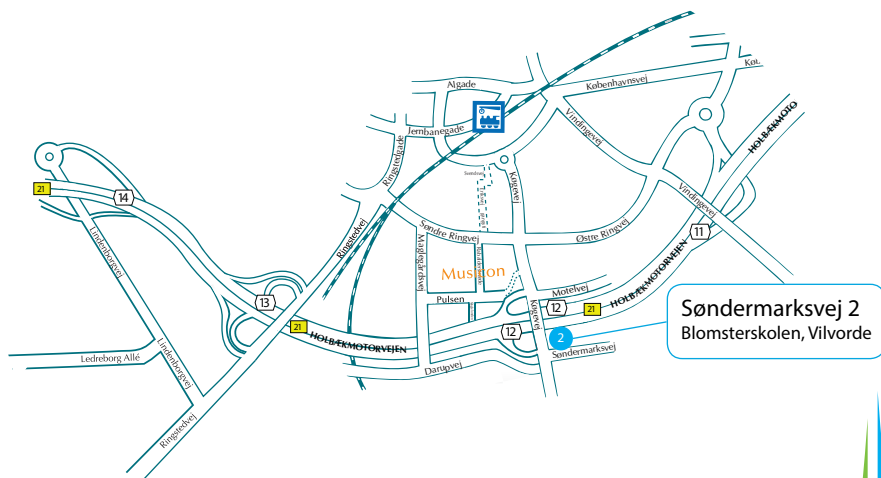 Algade
Københavnsvej
Kø
Jernbanegade
Vindingevej
HOLBÆKMOTO
Ringstedgade
21
14
Køgevej
Vindingevej
Lindenborgvej
Ringstedvej
Søndre Ringvej
Østre Ringvej
11
Maglegårdsvej
Musicon
HOLBÆKMOTORVEJEN
Motelvej
Pulsen
13
12
21
Køgevej
21
HOLBÆKMOTORVEJEN
12
2
Søndermarksvej 2
Blomsterskolen, Vilvorde
Søndermarksvej
Ledreborg Allé
Lindenborgvej
Darupvej
Ringstedvej